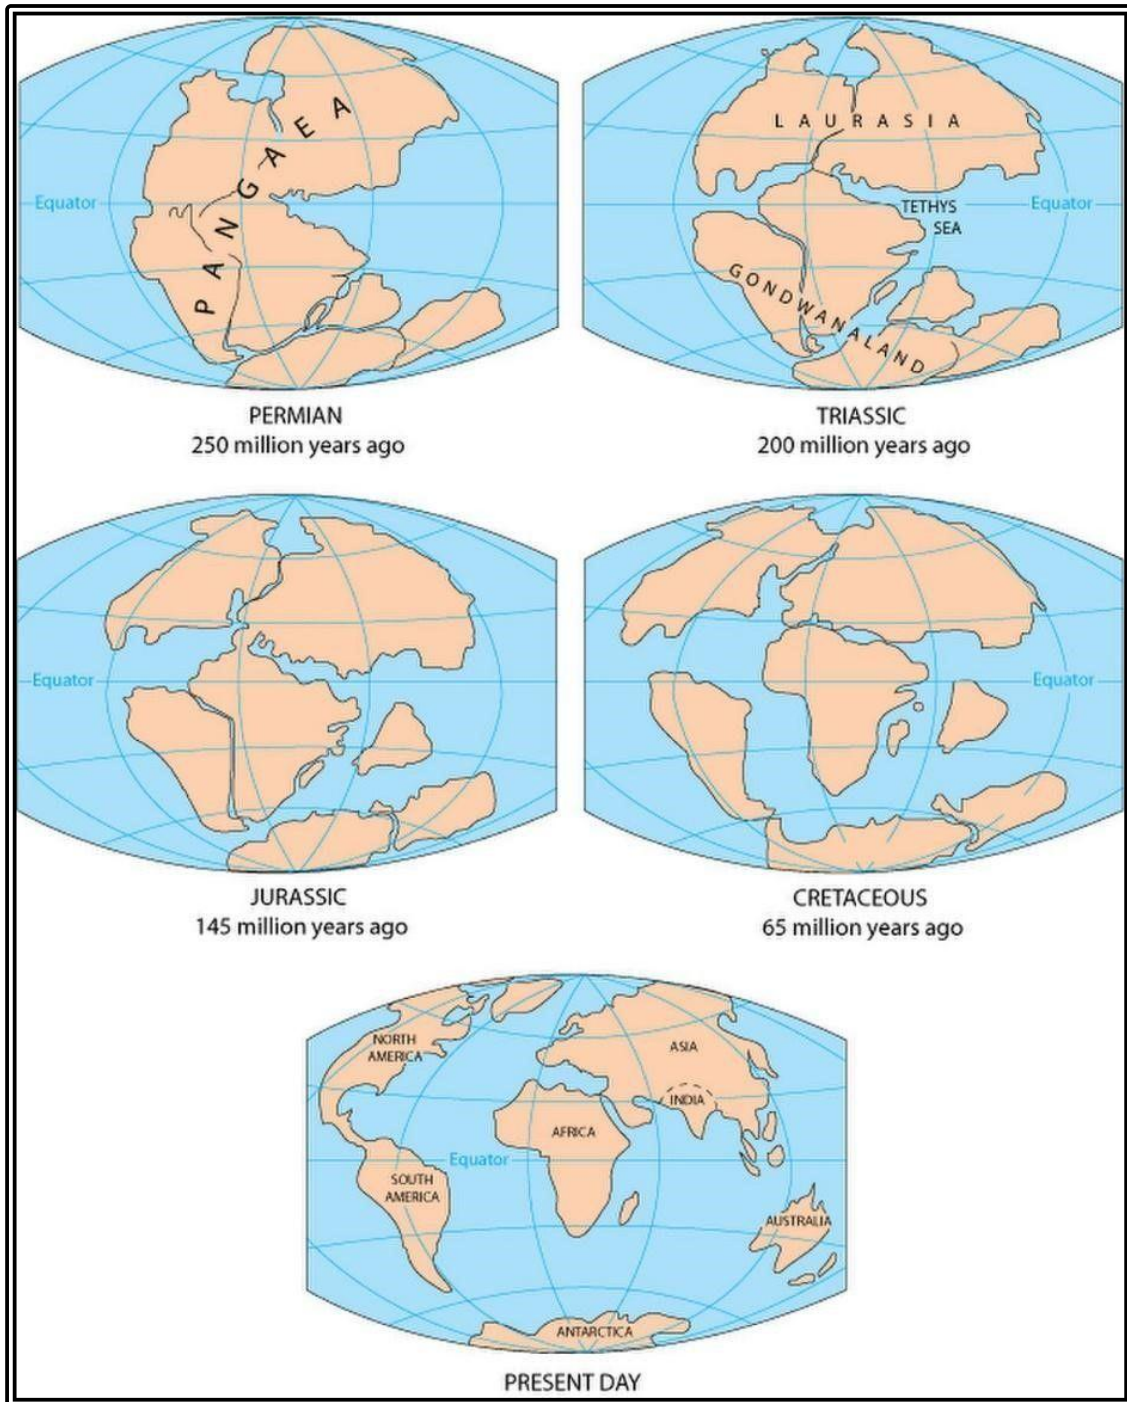 PANGAEA
Equator
PERMIAN
250 million years ago
LAURASIA
TETHYS
SEA
Equator
GONDWANALAND
TRIASSIC
200 million years ago
Equator
JURASSIC
145 million years ago
Equator
CRETACEOUS
65 million years ago
NORTH
AMERICA
ASIA
INDIA
AFRICA
Equator
SOUTH
AMERICA
AUSTRALIA
ANTARCTICA
PRESENT DAY